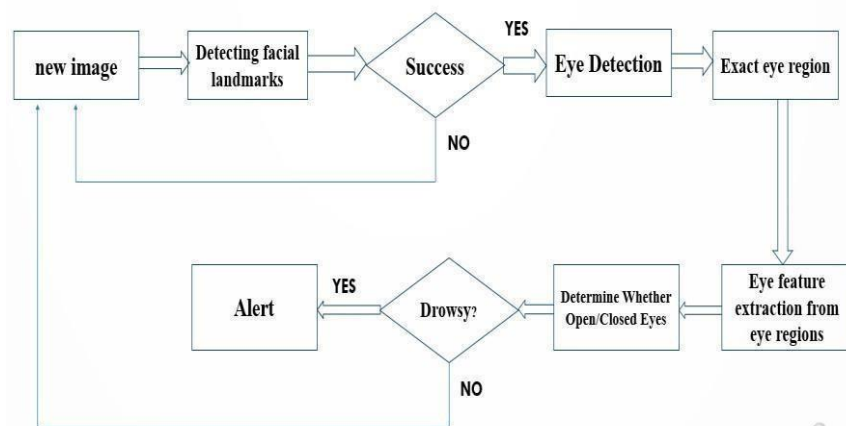 new image
Detecting facial
landmarks
Success
YES
Eye Detection
Exact eye region
NO
Alert
YES
Drowsy?
Determine Whether
Open/Closed Eyes
Eye feature
extraction from
eye regions
NO